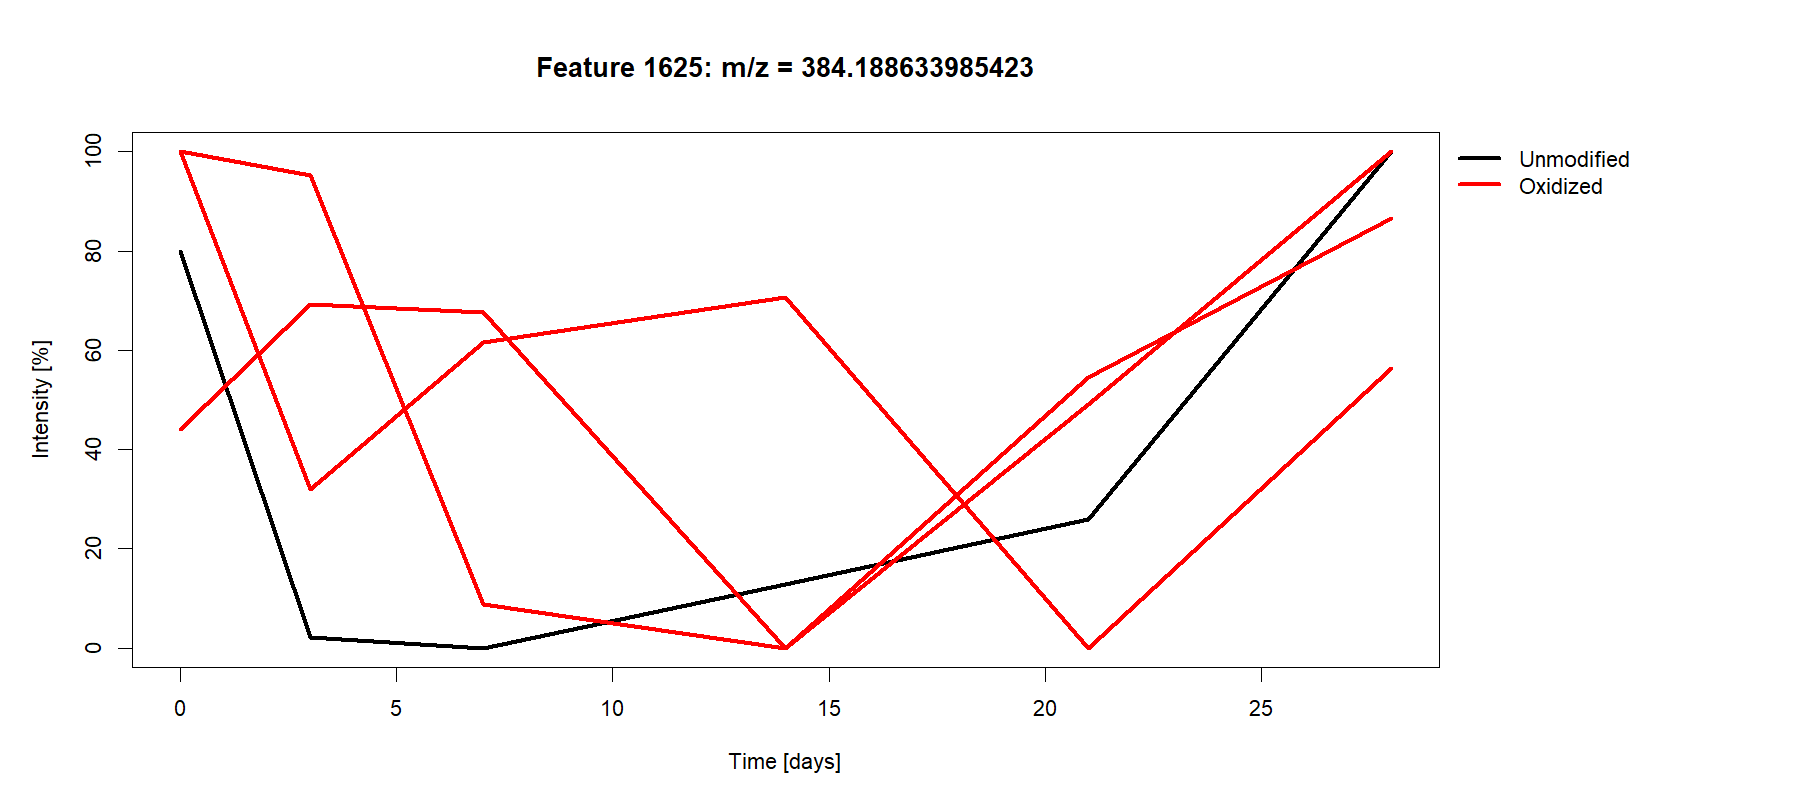 Feature 1625: m/z = 384.188633985423
Unmodified
Oxidized
100
80
60
40
20
0
Intensity [%]
0 5 10 15 20 25
Time [days]